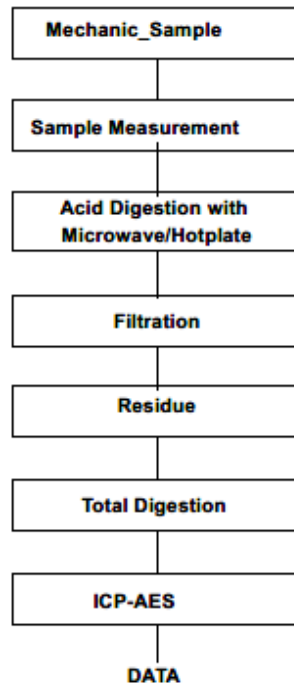 Mechanic_Sample
Sample Measurement
Acid Digestion with
Microwave/Hotplate
Filtration
Residue
Total Digestion
ICP-AES
DATA